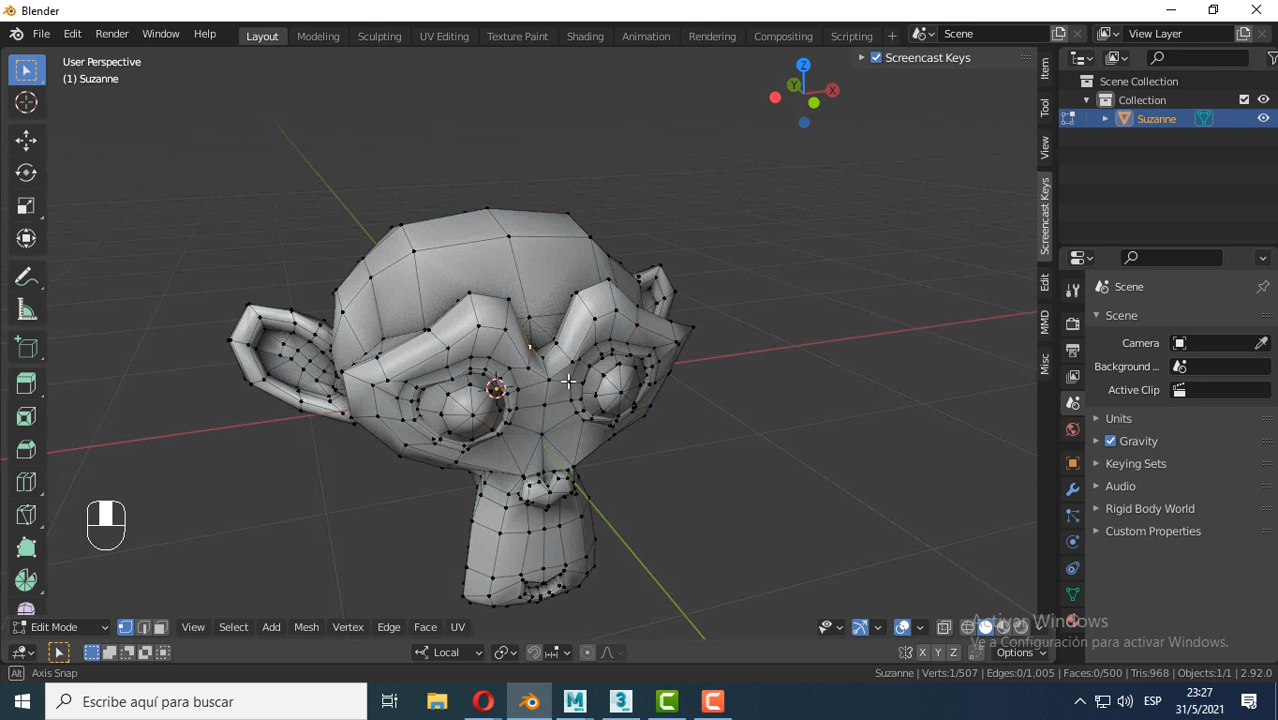 Blender
File Edit Render Window Help Layout Modeling Sculpting UV Editing Texture Paint Shading Animation Rendering Compositing Scripting + Scene View Layer
User Perspective
(1) Suzanne
Screencast Keys
Z
Y
X
Item
Tool
View
Screencast Keys
Edit
MMD
Misc
Scene Collection
Collection
Suzanne
Scene
Scene
Camera
Background ...
Active Clip
Units
Gravity
Keying Sets
Audio
Rigid Body World
Custom Properties
Activar Windows
Ve a Configuración para activar Windows.
Edit Mode View Select Add Mesh Vertex Edge Face UV
Local X Y Z Options
Alt Axis Snap Suzanne | Verts:1/507 | Edges:0/1,005 | Faces:0/500 | Tris:968 | Objects:1/1 | 2.92.0
Escribe aquí para buscar ESP 23:27
31/5/2021